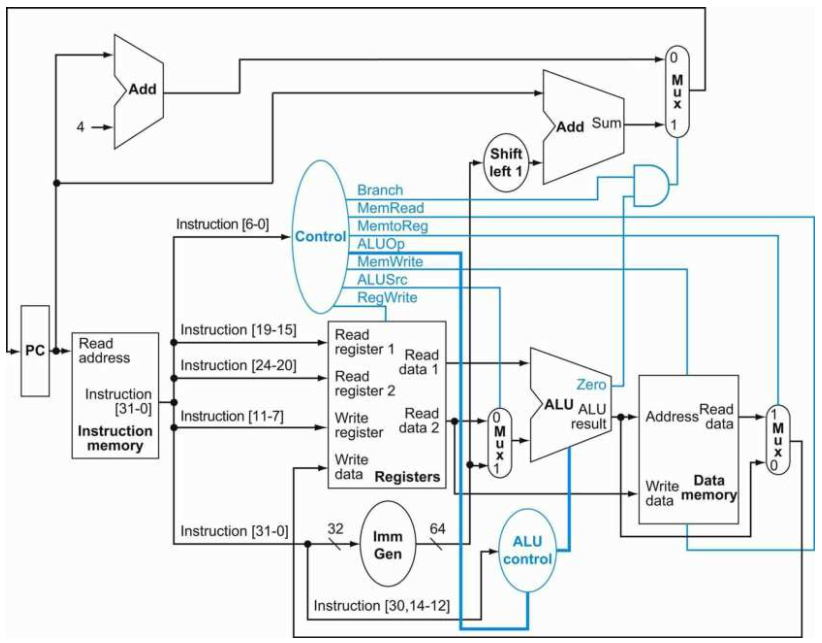 Add
4
Add Sum
Shift
left 1
0
Mux
1
Branch
MemRead
MemtoReg
ALUOp
MemWrite
ALUSrc
RegWrite
Control
Instruction [6-0]
PC
Read
address
Instruction
[31-0]
Instruction
memory
Instruction [19-15]
Instruction [24-20]
Instruction [11-7]
Instruction [31-0]
Read
register 1
Read
register 2
Write
register
Write
data
Read
data 1
Read
data 2
Registers
0
Mux
1
Zero
ALU
ALU
result
Address
Read
data
Write
data
Data
memory
1
Mux
0
32
Imm
Gen
64
ALU
control
Instruction [30,14-12]